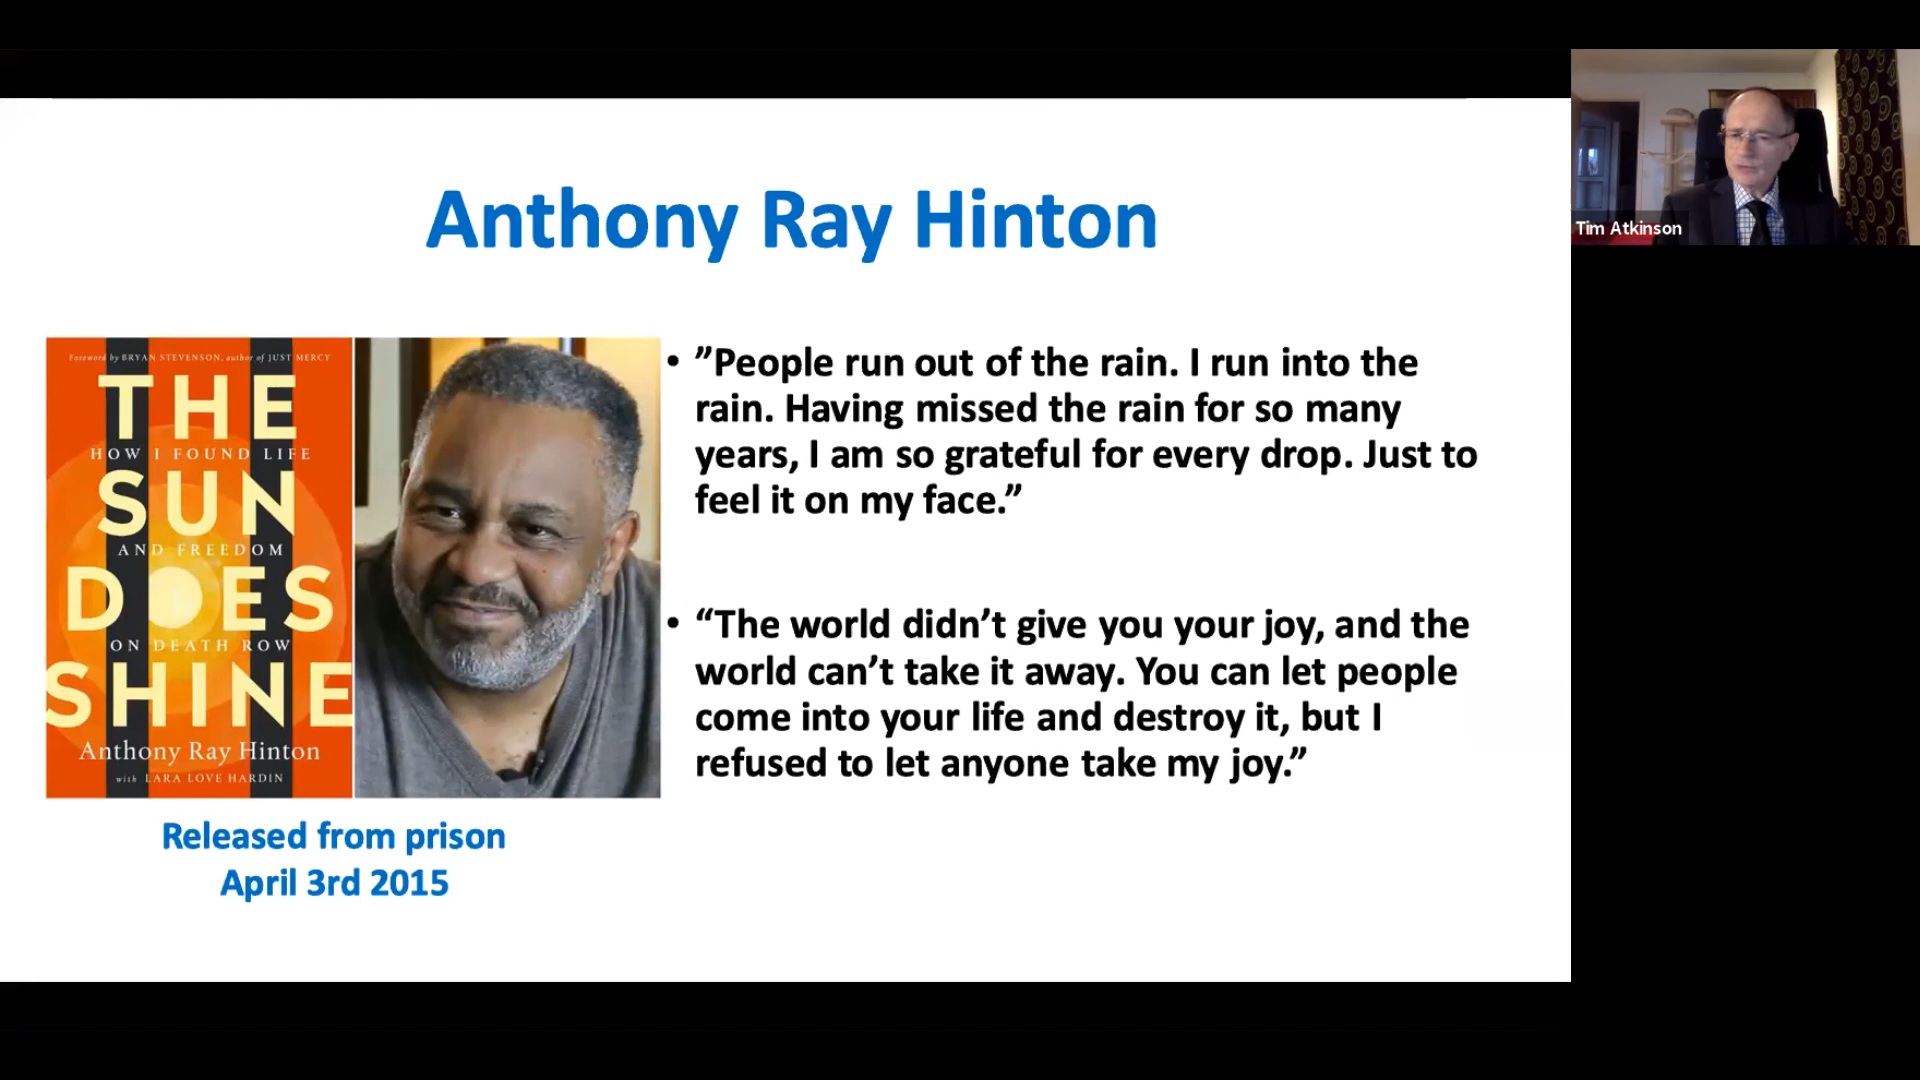 Anthony Ray Hinton
Foreword by BRYAN STEVENSON, author of JUST MERCY
THE
HOW I FOUND LIFE
SUN
AND FREEDOM
DOES
ON DEATH ROW
SHINE
Anthony Ray Hinton
with LARA LOVE HARDIN
Released from prison
April 3rd 2015
• ”People run out of the rain. I run into the
rain. Having missed the rain for so many
years, I am so grateful for every drop. Just to
feel it on my face.”
• “The world didn’t give you your joy, and the
world can’t take it away. You can let people
come into your life and destroy it, but I
refused to let anyone take my joy.”
Tim Atkinson